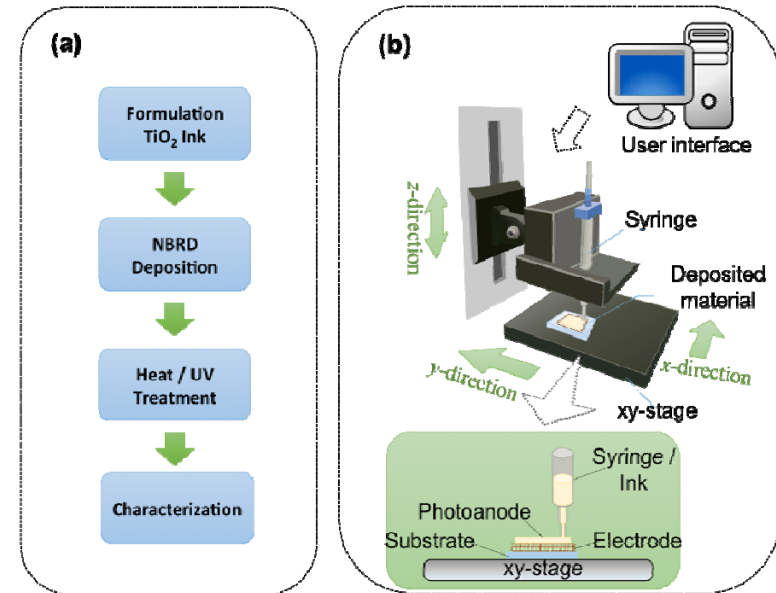 (a)
Formulation
TiO₂ Ink
NBRD
Deposition
Heat / UV
Treatment
Characterization
(b)
User interface
z-direction
Syringe
Deposited
material
x-direction
y-direction
xy-stage
Syringe /
Ink
Photoanode
Substrate
Electrode
xy-stage